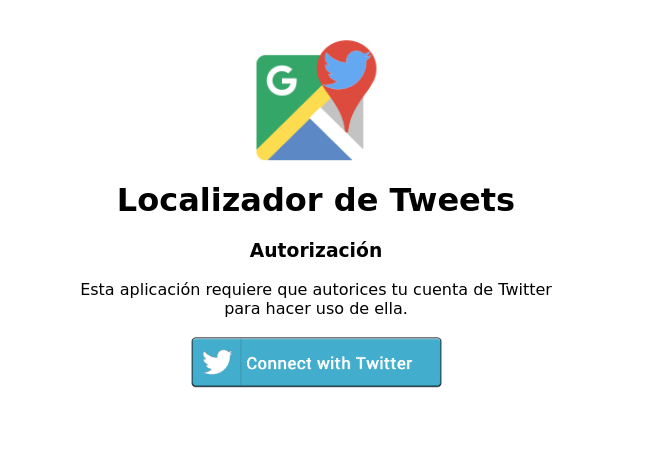 G
Localizador de Tweets
Autorización
Esta aplicación requiere que autorices tu cuenta de Twitter
para hacer uso de ella.
Connect with Twitter